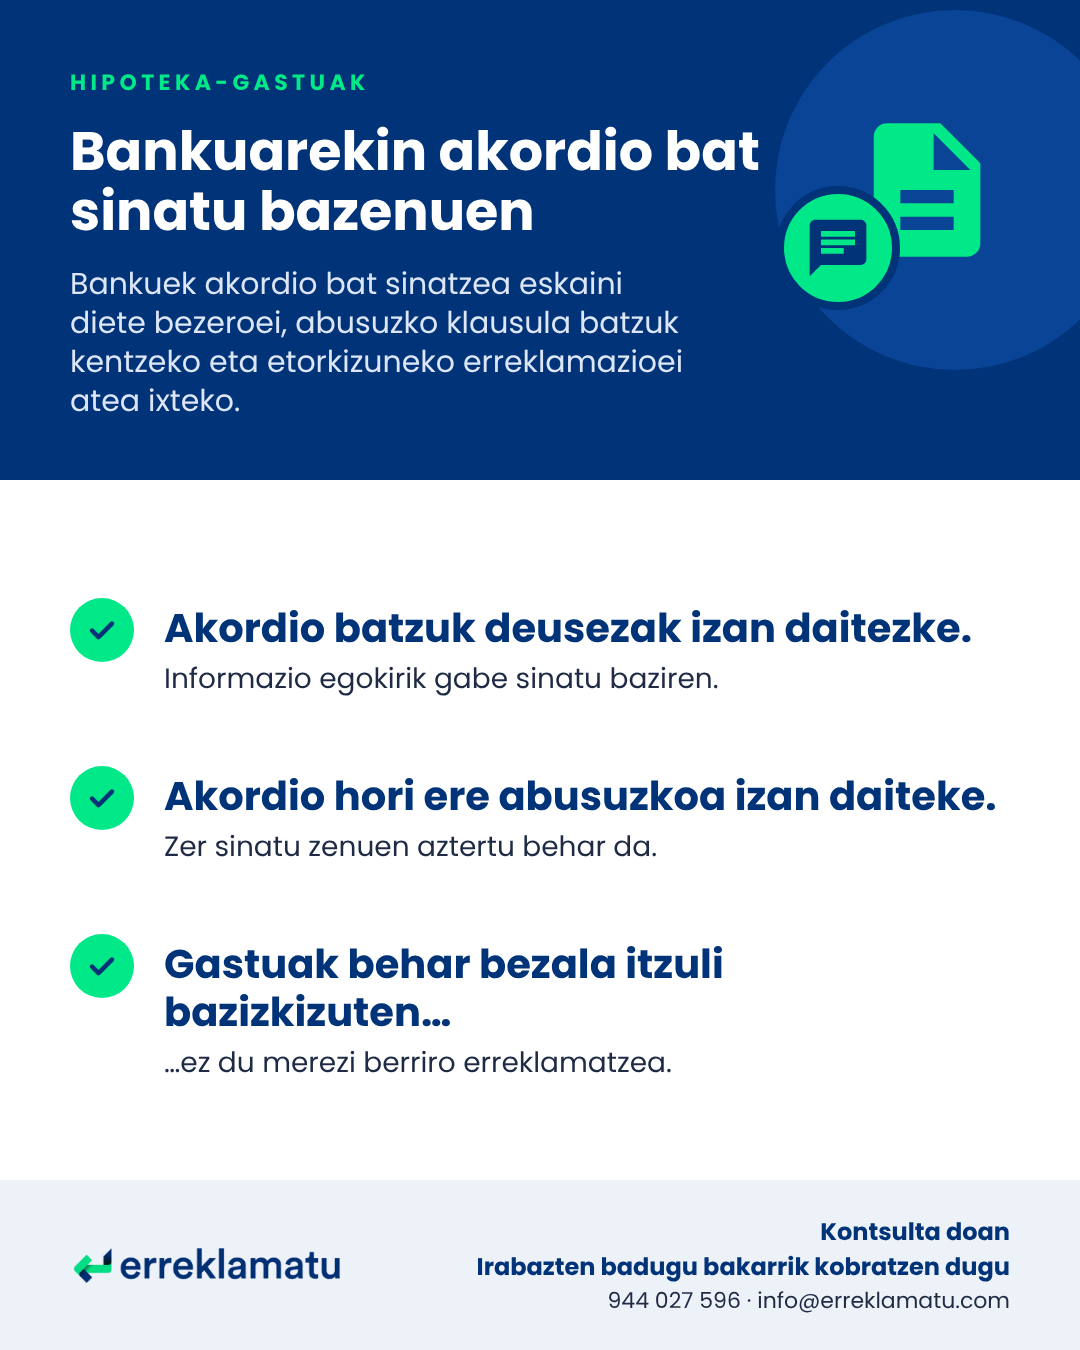 HIPOTEKA-GASTUAK
Bankuarekin akordio bat
sinatu bazenuen
Bankuek akordio bat sinatzea eskaini
diete bezeroei, abusuzko klausula batzuk
kentzeko eta etorkizuneko erreklamazioei
atea ixteko.
Akordio batzuk deusezak izan daitezke.
Informazio egokirik gabe sinatu baziren.
Akordio hori ere abusuzkoa izan daiteke.
Zer sinatu zenuen aztertu behar da.
Gastuak behar bezala itzuli
bazizkizuten...
...ez du merezi berriro erreklamatzea.
erreklamatu
Kontsulta doan
Irabazten badugu bakarrik kobratzen dugu
944 027 596 · info@erreklamatu.com